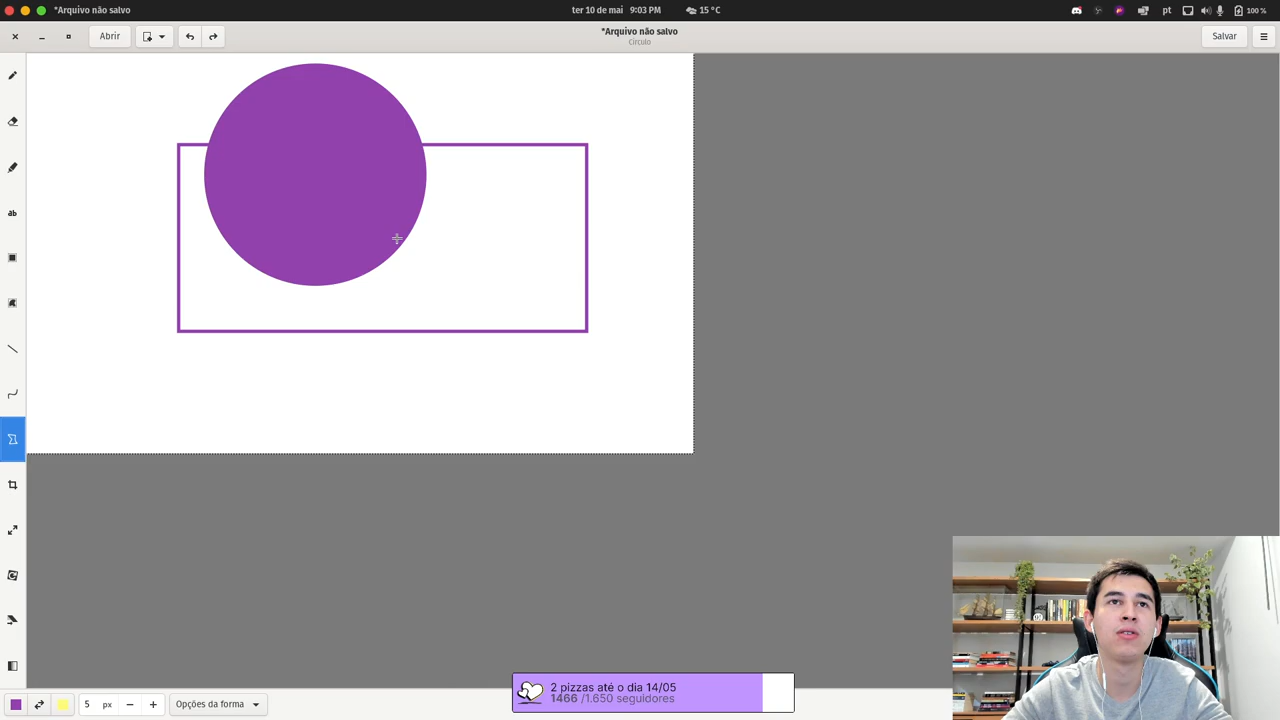 *Arquivo não salvo
ter 10 de mai 9:03 PM
15 °C
pt
100 %
Abrir
*Arquivo não salvo
Círculo
Salvar
ab
5 px
Opções da forma
2 pizzas até o dia 14/05
1466 /1.650 seguidores